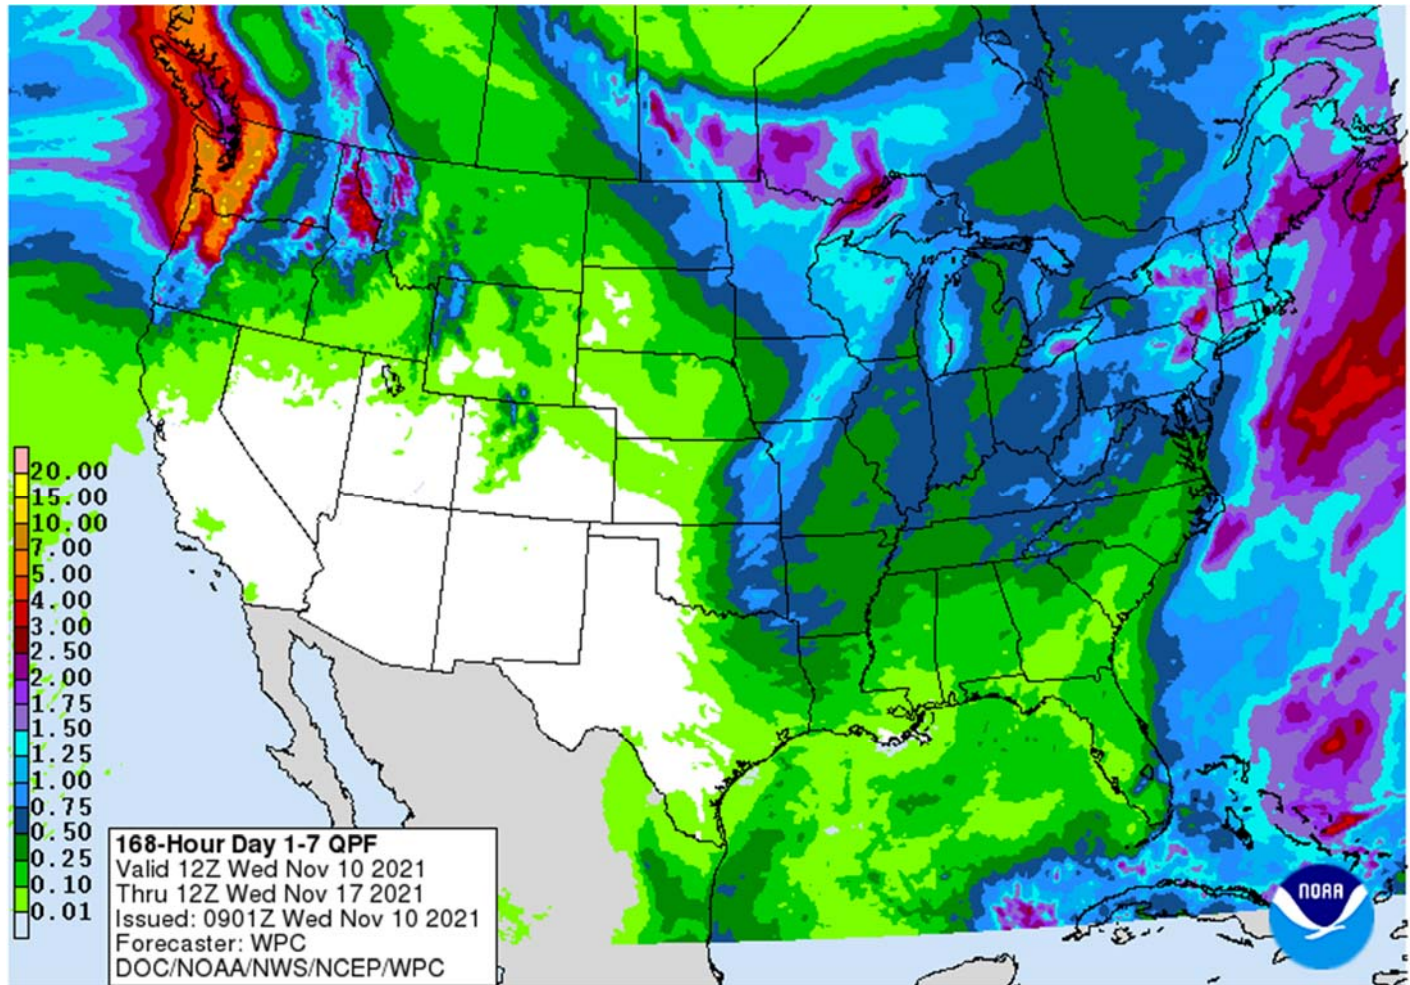 20.00
15.00
10.00
7.00
5.00
4.00
3.00
2.50
2.00
1.75
1.50
1.25
1.00
0.75
0.50
0.25
0.10
0.01
168-Hour Day 1-7 QPF
Valid 12Z Wed Nov 10 2021
Thru 12Z Wed Nov 17 2021
Issued: 0901Z Wed Nov 10 2021
Forecaster: WPC
DOC/NOAA/NWS/NCEP/WPC
NOAA